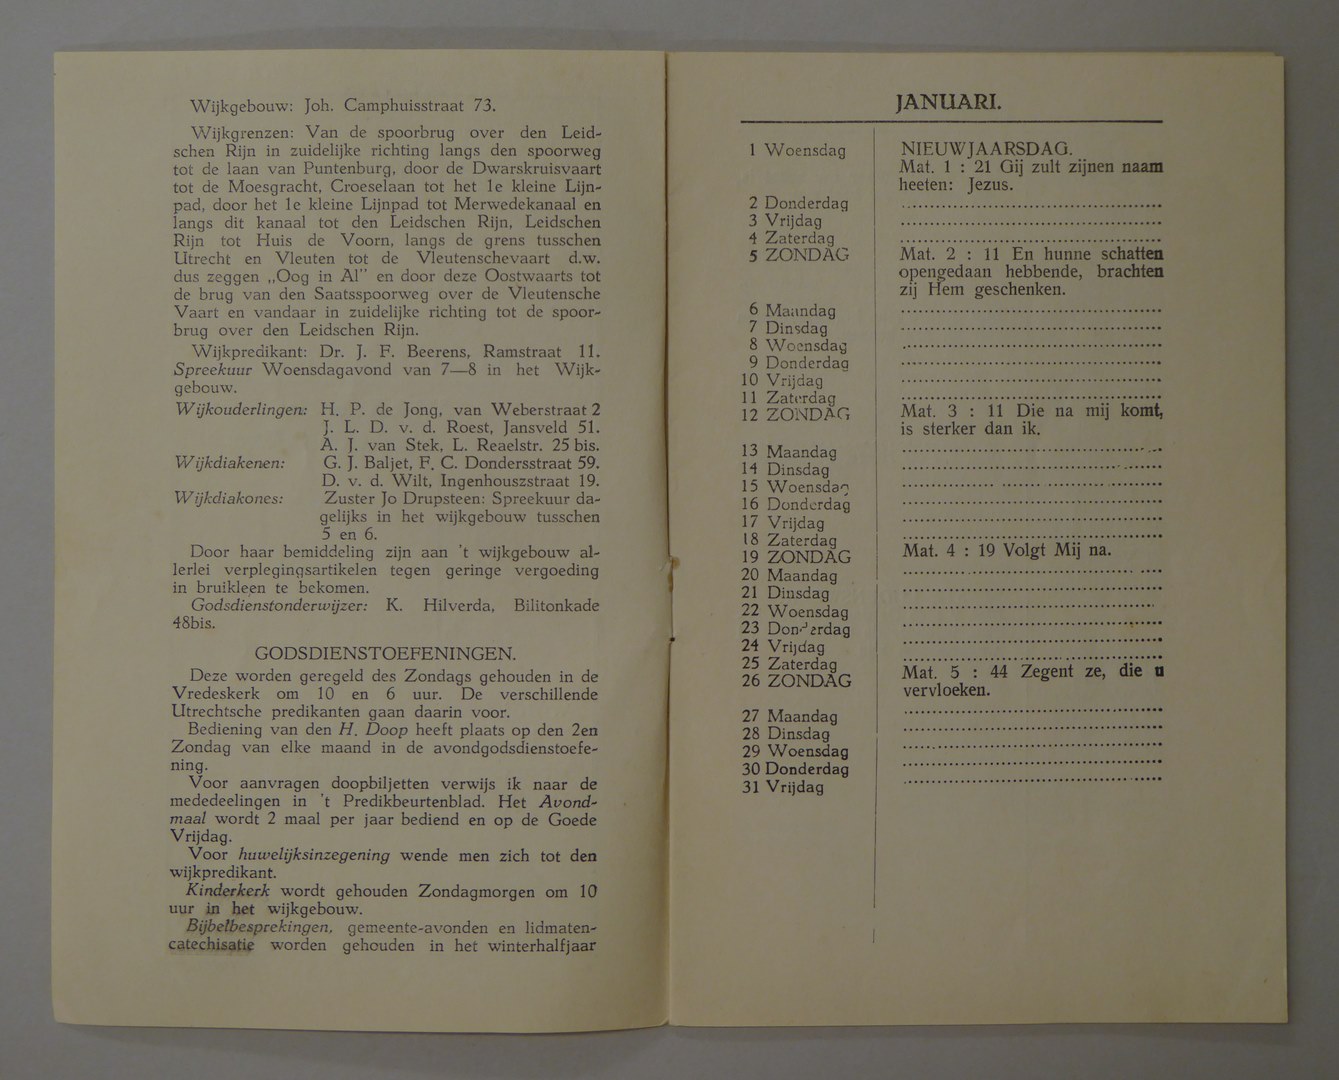 Wijkgebouw: Joh. Camphuisstraat 73.
Wijkgrenzen: Van de spoorbrug over den Leid-
schen Rijn in zuidelijke richting langs den spoorweg
tot de laan van Puntenburg, door de Dwarskruisvaart
tot de Moesgracht, Croeselaan tot het 1e kleine Lijn-
pad, door het 1e kleine Lijnpad tot Merwedekanaal en
langs dit kanaal tot den Leidschen Rijn, Leidschen
Rijn tot Huis de Voorn, langs de grens tusschen
Utrecht en Vleuten tot de Vleutenschevaart d.w.
dus zeggen „Oog in Al” en door deze Oostwaarts tot
de brug van den Saatsspoorweg over de Vleutensche
Vaart en vandaar in zuidelijke richting tot de spoor-
brug over den Leidschen Rijn.
Wijkpredikant: Dr. J. F. Beerens, Ramstraat 11.
Spreekuur Woensdagavond van 7—8 in het Wijk-
gebouw.
Wijkouderlingen: H. P. de Jong, van Weberstraat 2
J. L. D. v. d. Roest, Jansveld 51.
A. J. van Stek, L. Reaelstr. 25 bis.
Wijkdiakenen: G. J. Baljet, F. C. Dondersstraat 59.
D. v. d. Wilt, Ingenhouszstraat 19.
Wijkdiakones: Zuster Jo Drupsteen: Spreekuur da-
gelijks in het wijkgebouw tusschen
5 en 6.
Door haar bemiddeling zijn aan 't wijkgebouw al-
lerlei verplegingsartikelen tegen geringe vergoeding
in bruikleen te bekomen.
Godsdienstonderwijzer: K. Hilverda, Bilitonkade
48bis.
GODSDIENSTOEFENINGEN.
Deze worden geregeld des Zondags gehouden in de
Vredeskerk om 10 en 6 uur. De verschillende
Utrechtsche predikanten gaan daarin voor.
Bediening van den H. Doop heeft plaats op den 2en
Zondag van elke maand in de avondgodsdienstoefe-
ning.
Voor aanvragen doopbiljetten verwijs ik naar de
mededeelingen in 't Predikbeurtenblad. Het Avond-
maal wordt 2 maal per jaar bediend en op de Goede
Vrijdag.
Voor huwelijksinzegening wende men zich tot den
wijkpredikant.
Kinderkerk wordt gehouden Zondagmorgen om 10
uur in het wijkgebouw.
Bijbelbesprekingen, gemeente-avonden en lidmaten-
catechisatie worden gehouden in het winterhalfjaar
JANUARI.
1 Woensdag NIEUWJAARSDAG.
Mat. 1 : 21 Gij zult zijnen naam
heeten: Jezus.
2 Donderdag
3 Vrijdag
4 Zaterdag
5 ZONDAG Mat. 2 : 11 En hunne schatten
opengedaan hebbende, brachten
zij Hem geschenken.
6 Maandag
7 Dinsdag
8 Woensdag
9 Donderdag
10 Vrijdag
11 Zaterdag
12 ZONDAG Mat. 3 : 11 Die na mij komt,
is sterker dan ik.
13 Maandag
14 Dinsdag
15 Woensdag
16 Donderdag
17 Vrijdag
18 Zaterdag
19 ZONDAG Mat. 4 : 19 Volgt Mij na.
20 Maandag
21 Dinsdag
22 Woensdag
23 Donderdag
24 Vrijdag
25 Zaterdag
26 ZONDAG Mat. 5 : 44 Zegent ze, die u
vervloeken.
27 Maandag
28 Dinsdag
29 Woensdag
30 Donderdag
31 Vrijdag